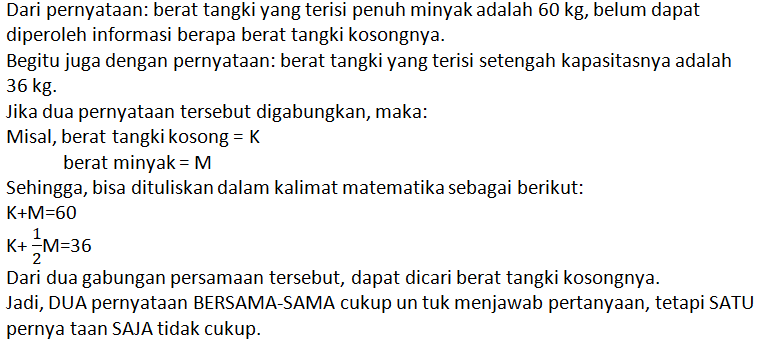 Dari pernyataan: berat tangki yang terisi penuh minyak adalah 60 kg, belum dapat
diperoleh informasi berapa berat tangki kosongnya.
Begitu juga dengan pernyataan: berat tangki yang terisi setengah kapasitasnya adalah
36 kg.
Jika dua pernyataan tersebut digabungkan, maka:
Misal, berat tangki kosong = K
berat minyak = M
Sehingga, bisa dituliskan dalam kalimat matematika sebagai berikut:
K+M=60
K+ 1/2 M=36
Dari dua gabungan persamaan tersebut, dapat dicari berat tangki kosongnya.
Jadi, DUA pernyataan BERSAMA-SAMA cukup un tuk menjawab pertanyaan, tetapi SATU
pernya taan SAJA tidak cukup.